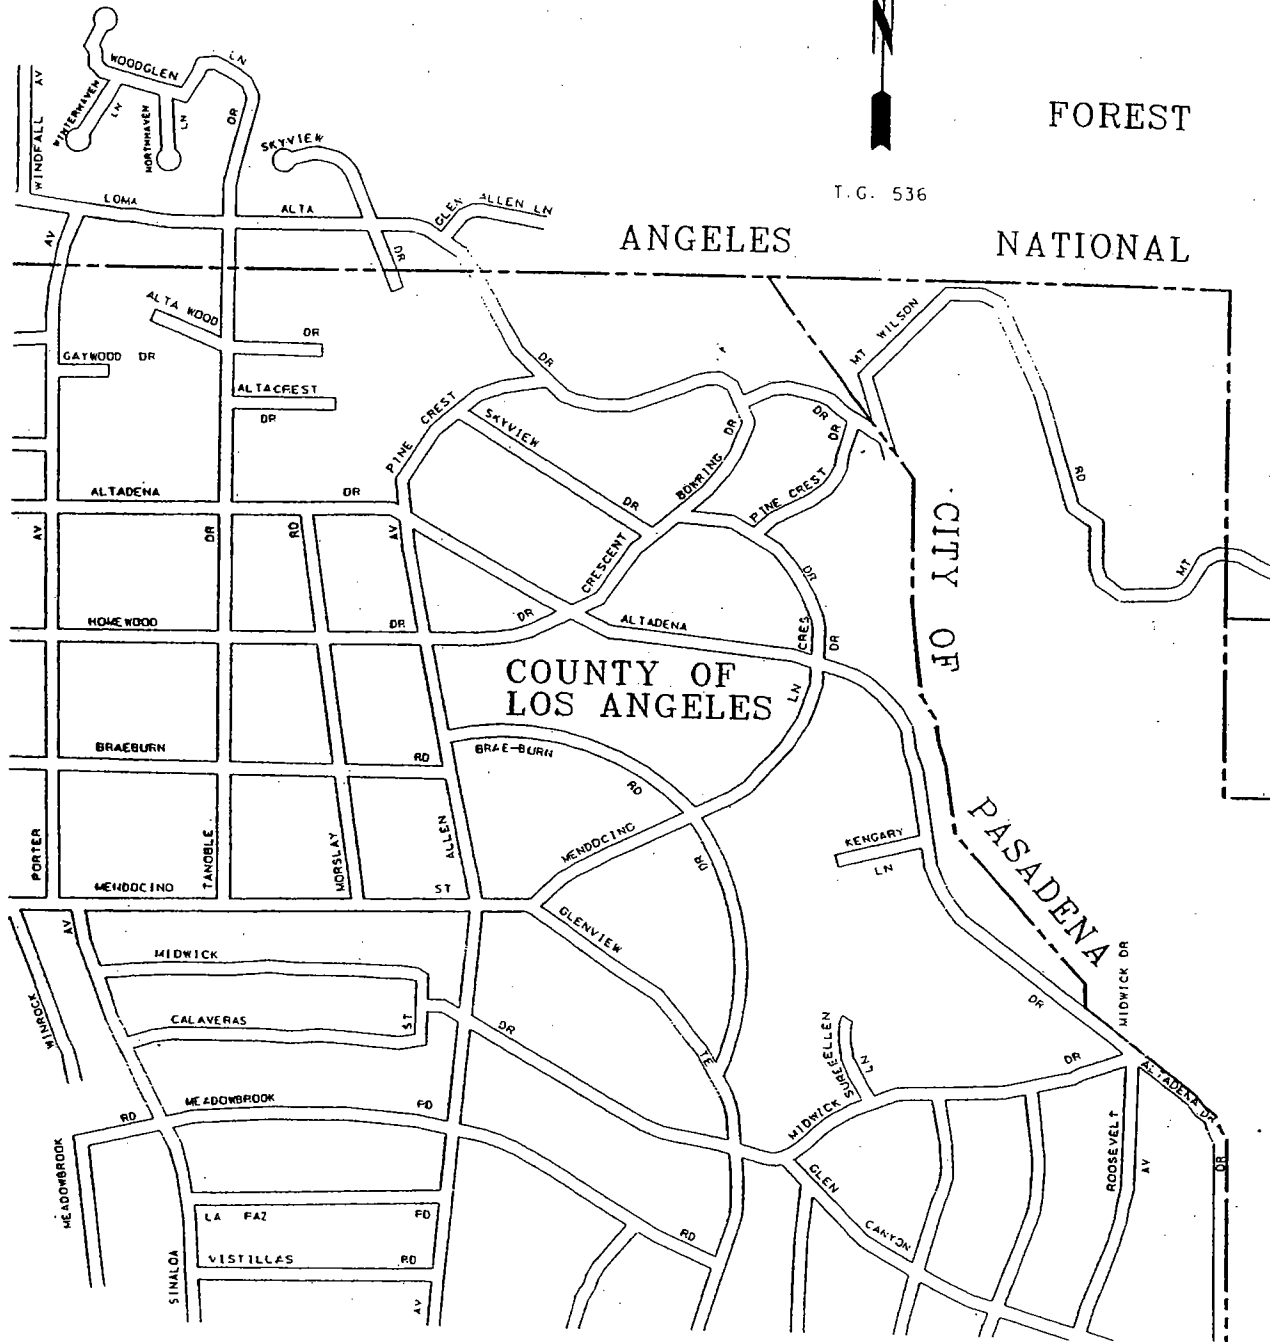 N
FOREST
T.G. 536
ANGELES NATIONAL
WOODGLEN LN
WINDFALL AV
WINTERHAVEN LN
NORTHHAVEN LN
DR
SKYVIEW
DR
LOMA ALTA
GLEN ALLEN LN
AV
ALTA WOOD
DR
GAYWOOD DR
ALTACREST
DR
DR
MT WILSON
RD
MT
PINE CREST
SKYVIEW
DR
BOWRING
DR
DR
PINE CREST
DR
ALTADENA DR
AV
DR
RD
AV
CRESCENT
DR
CITY OF
PASADENA
HOMEWOOD DR
DR
ALTADENA
CRES
DR
COUNTY OF
LOS ANGELES
LN
BRAEBURN RD
BRAE-BURN
RD
PORTER
TANOBLE
MORSLAY
ALLEN
MENDOCINO
KENGARY
LN
DR
MENDOCINO ST
AV
GLENVIEW
TE
MIDWICK
MIDWICK DR
DR
WINROCK
CALAVERAS
ST
DR
LN
DR
ALTADENA DR
MEADOWBROOK RD
RD
MIDWICK
ROOSEVELT
AV
DR
MEADOWBROOK
GLEN
CANYON
LA PAZ RD
RD
VISTILLAS RD
SINALOA
AV